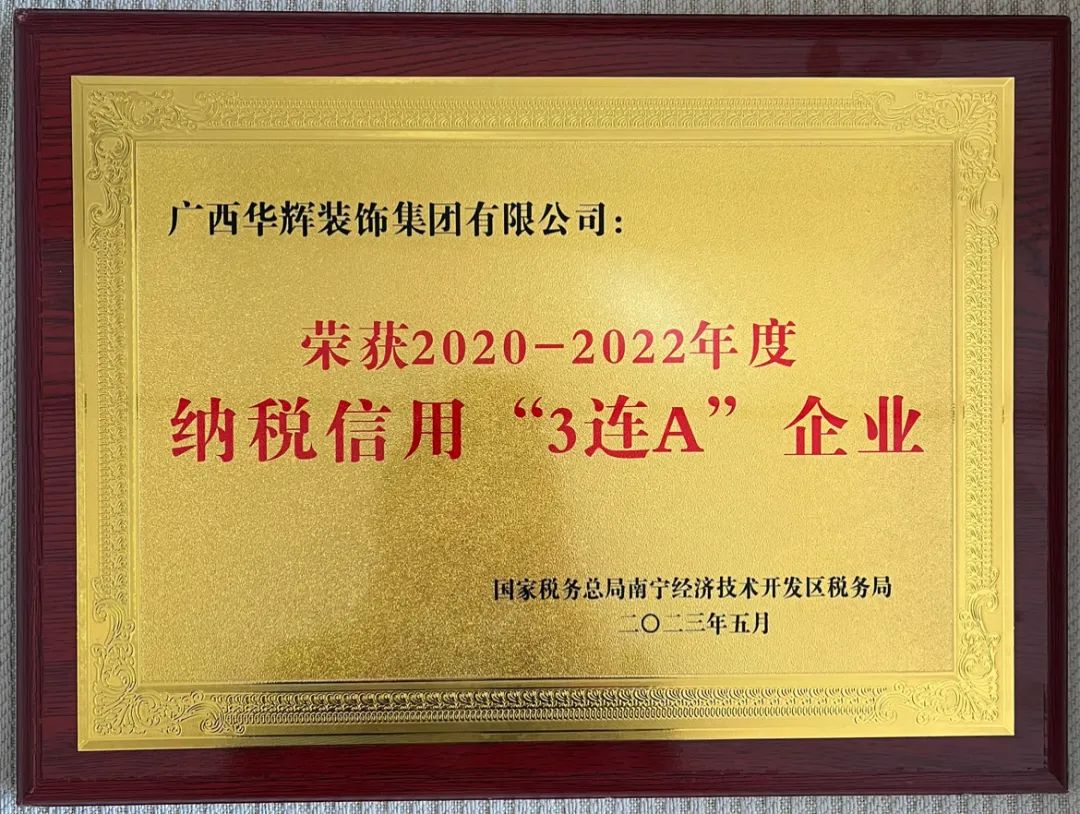 广西华辉装饰集团有限公司：
荣获2020-2022年度
纳税信用“3连A”企业
国家税务总局南宁经济技术开发区税务局
二〇二三年五月